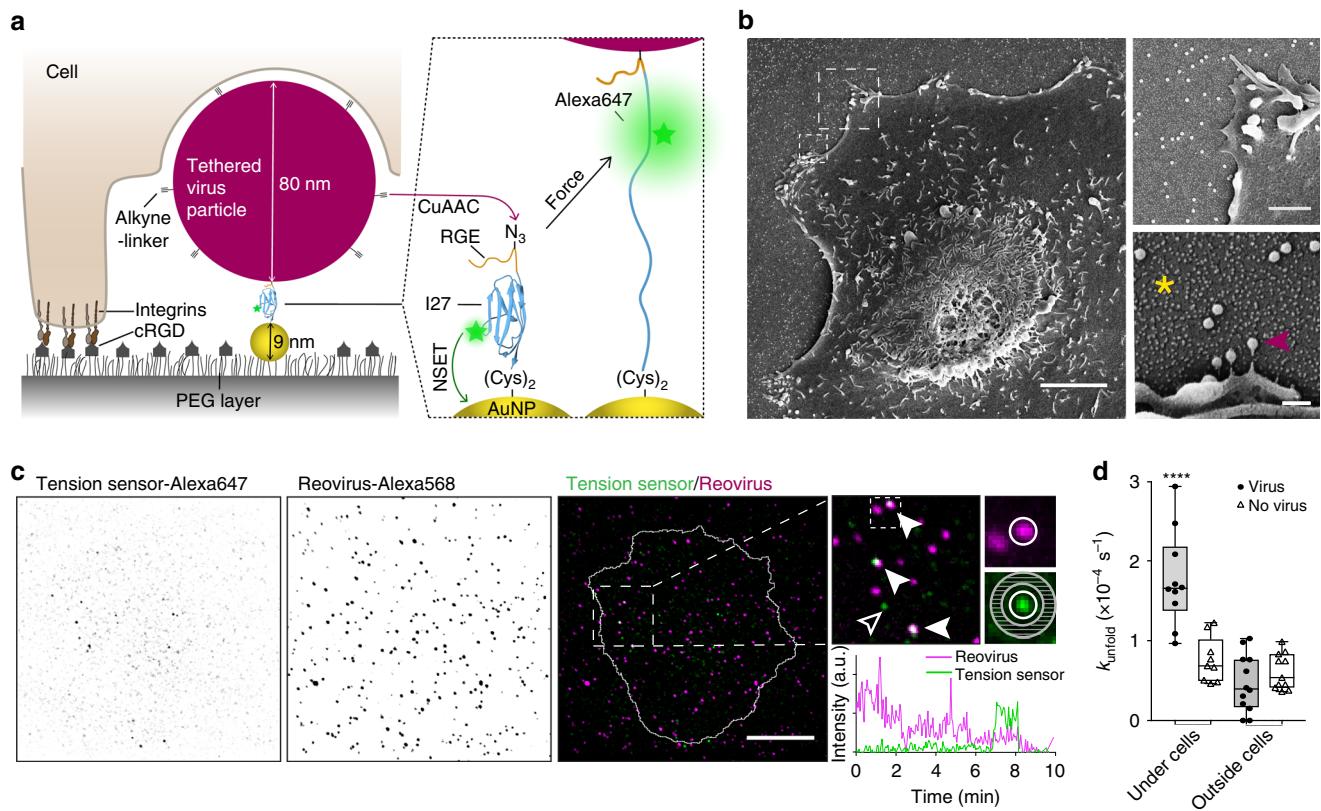 a
Cell
Tethered
virus
particle
80 nm
Alkyne
-linker
Integrins
cRGD
9 nm
PEG layer
CuAAC
RGE
N3
I27
NSET
(Cys)2
AuNP
Alexa647
Force
(Cys)2
b
c
Tension sensor-Alexa647
Reovirus-Alexa568
Tension sensor/Reovirus
Reovirus
Tension sensor
Intensity (a.u.)
0 2 4 6 8 10
Time (min)
d
****
Virus
No virus
kunfold (×10−4 s−1)
3
2
1
0
Under cells
Outside cells